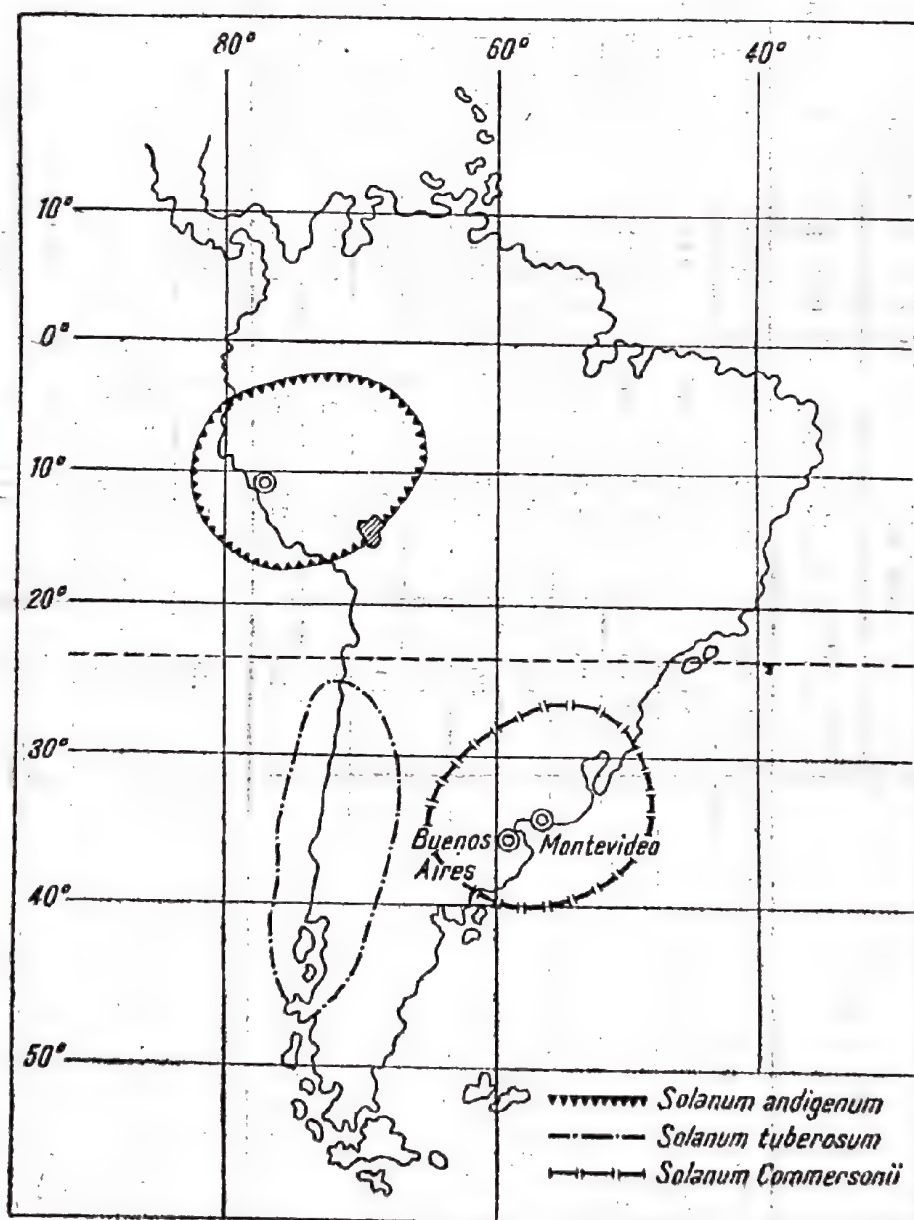 80° 60° 40°
10°
0°
10°
20°
30°
Buenos Montevideo
Aires
40°
50°
Solanum andigenum
Solanum tuberosum
Solanum Commersonii